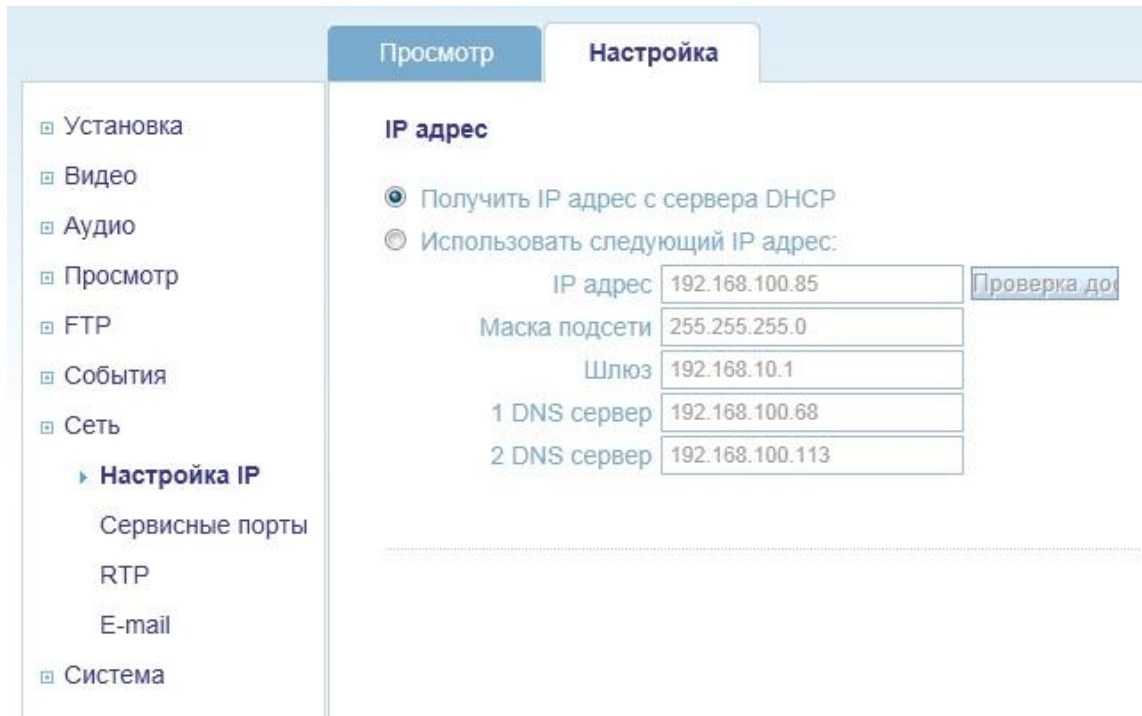 Просмотр
Настройка
Установка
Видео
Аудио
Просмотр
FTP
События
Сеть
Настройка IP
Сервисные порты
RTP
E-mail
Система
IP адрес
Получить IP адрес с сервера DHCP
Использовать следующий IP адрес:
IP адрес 192.168.100.85 Проверка
Маска подсети 255.255.255.0
Шлюз 192.168.10.1
1 DNS сервер 192.168.100.68
2 DNS сервер 192.168.100.113